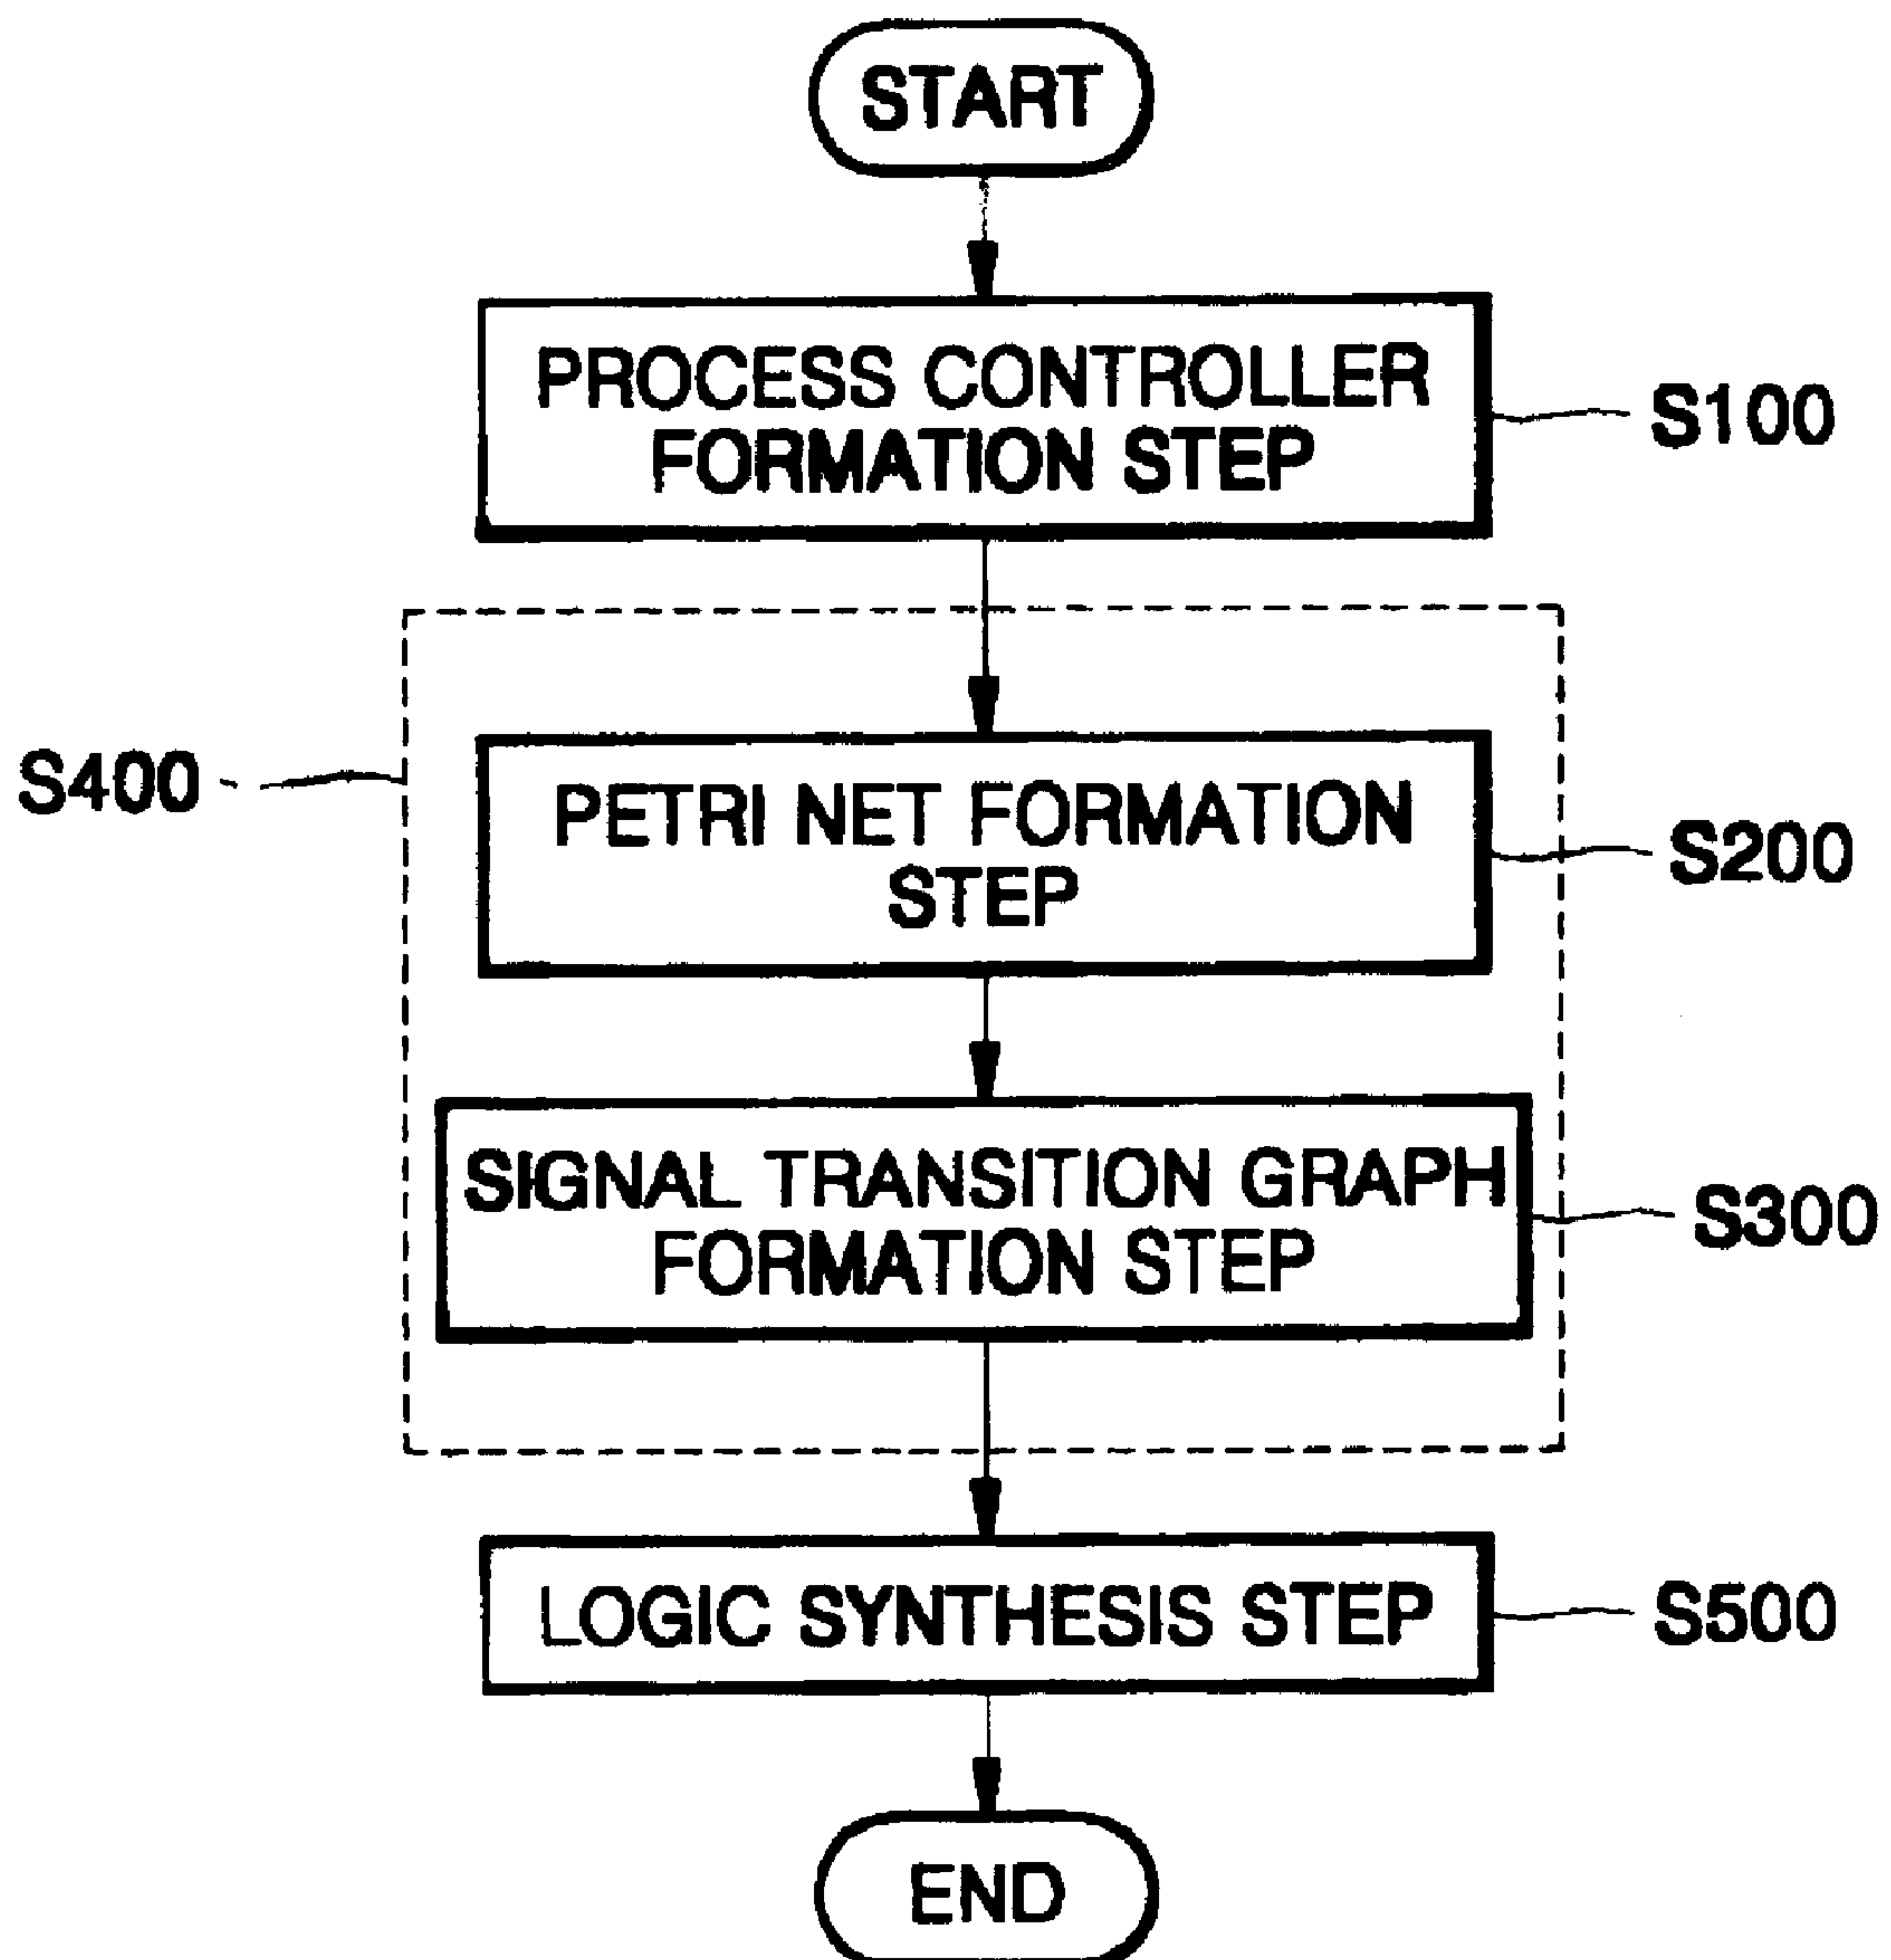 START
PROCESS CONTROLLER
FORMATION STEP
S100
S400
PETRI NET FORMATION
STEP
S200
SIGNAL TRANSITION GRAPH
FORMATION STEP
S300
LOGIC SYNTHESIS STEP
S500
END